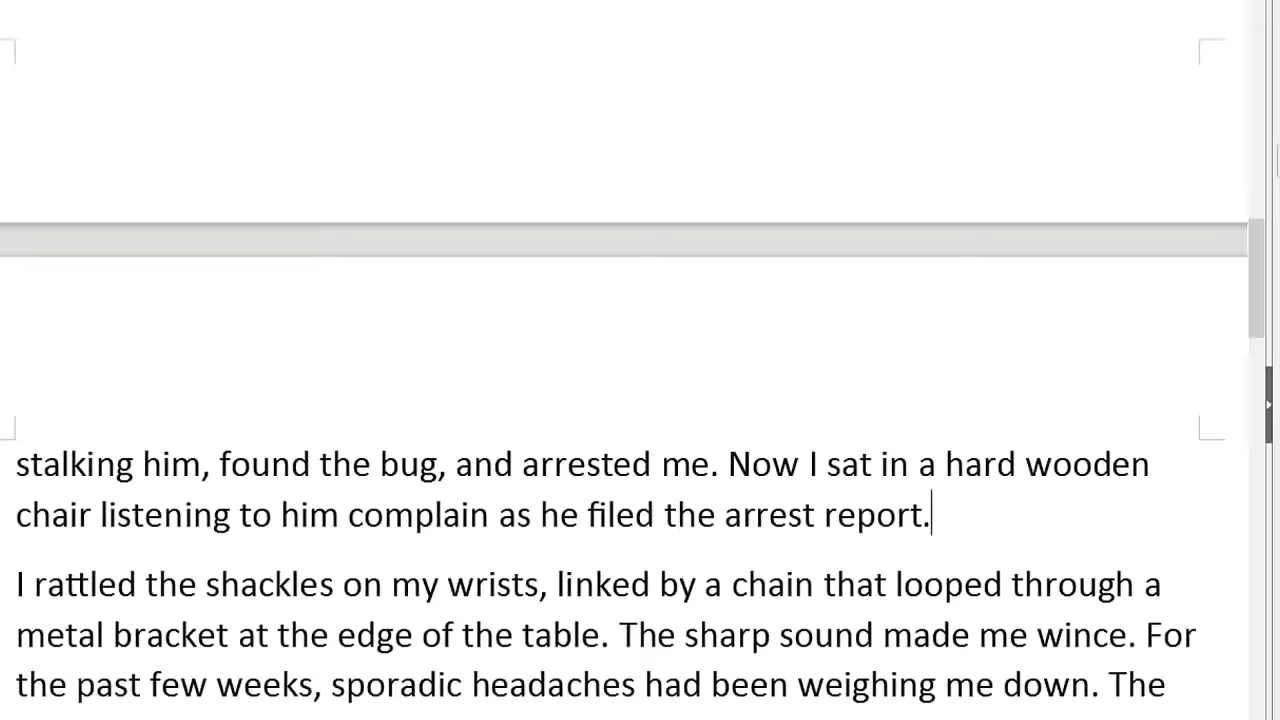 stalking him, found the bug, and arrested me. Now I sat in a hard wooden
chair listening to him complain as he filed the arrest report.
I rattled the shackles on my wrists, linked by a chain that looped through a
metal bracket at the edge of the table. The sharp sound made me wince. For
the past few weeks, sporadic headaches had been weighing me down. The